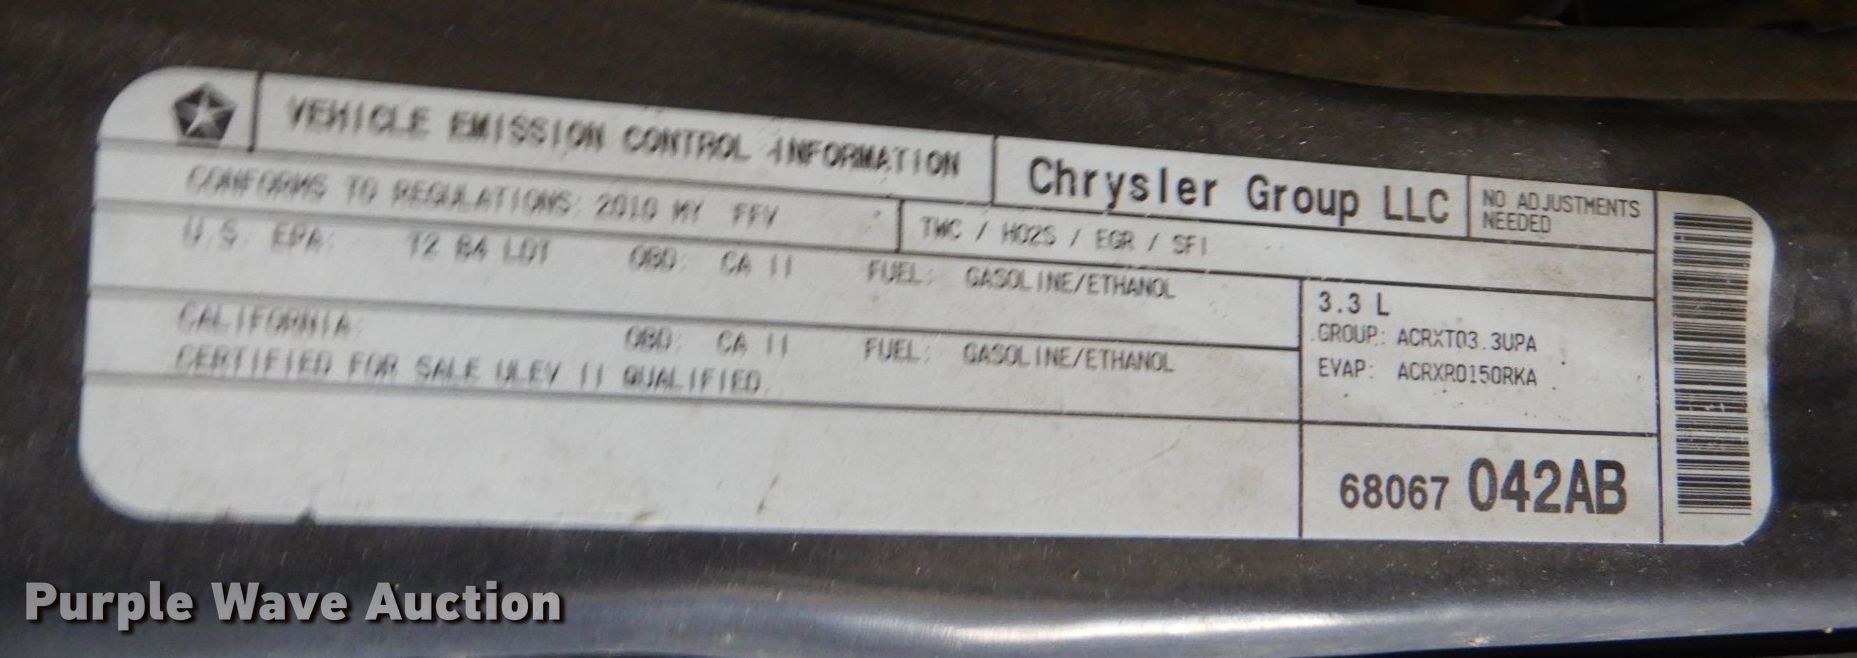 VEHICLE EMISSION CONTROL INFORMATION
Chrysler Group LLC
NO ADJUSTMENTS
NEEDED
CONFORMS TO REGULATIONS: 2010 MY FFV
TWC / HO2S / EGR / SFI
U.S. EPA: T2 B4 LDT OBD: CA II FUEL: GASOLINE/ETHANOL
CALIFORNIA: OBD: CA II FUEL: GASOLINE/ETHANOL
CERTIFIED FOR SALE ULEV II QUALIFIED.
3.3 L
GROUP: ACRXT03.3UPA
EVAP: ACRXR0150RKA
68067 042AB
Purple Wave Auction